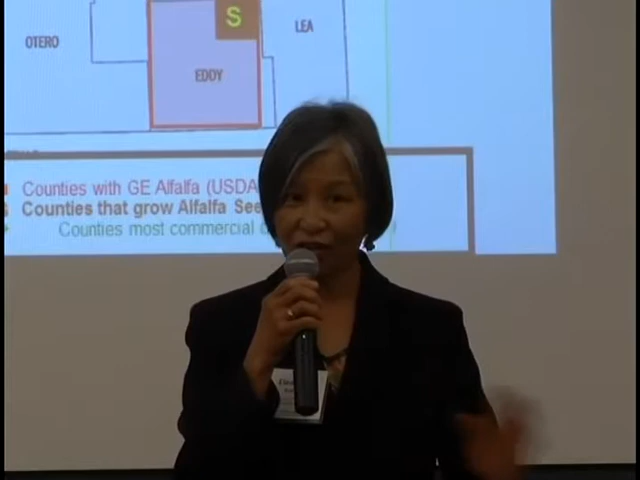 S
OTERO
LEA
EDDY
Counties with GE Alfalfa (USDA
Counties that grow Alfalfa See
Counties most commercial